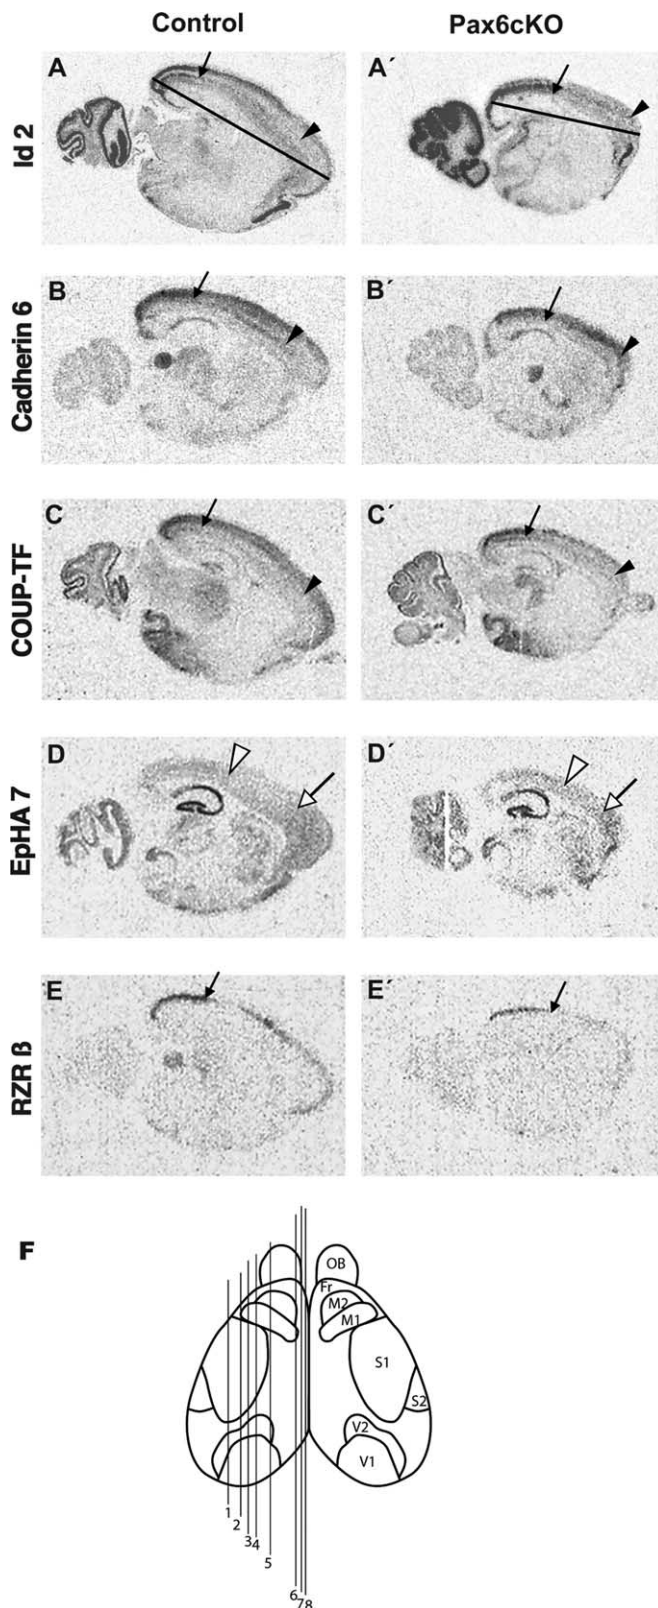 Control Pax6cKO
Id 2
A A´
Cadherin 6
B B´
COUP-TF
C C´
EpHA 7
D D´
RZR ß
E E´
F
OB
Fr
M2
M1
S1
S2
V2
V1
1
2
3 4
5
6
7 8